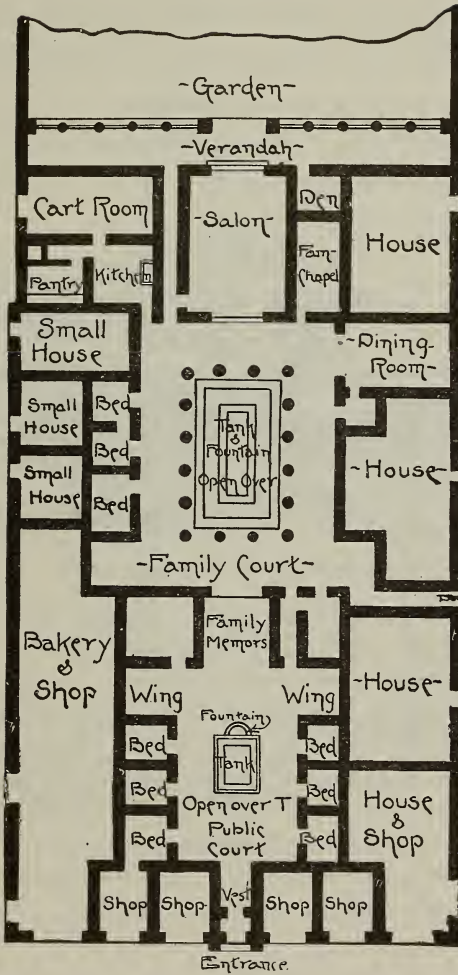 -Garden-
-Verandah-
Cart Room
-Salon-
Den
House
Pantry
Kitchen
Fam-
Chapel
Small
House
-Dining
Room-
Small
House
Bed
Tank
&
Fountain
Open Over
Bed
-House-
Small
House
Bed
-Family Court-
Family
Memors
Bakery
&
Shop
Wing
Wing
-House-
Fountain
Bed
Tank
Bed
Bed
Bed
Open over T
Public
Court
House
&
Shop
Bed
Bed
Shop
Shop-
Vest
Shop
Shop
Entrance.